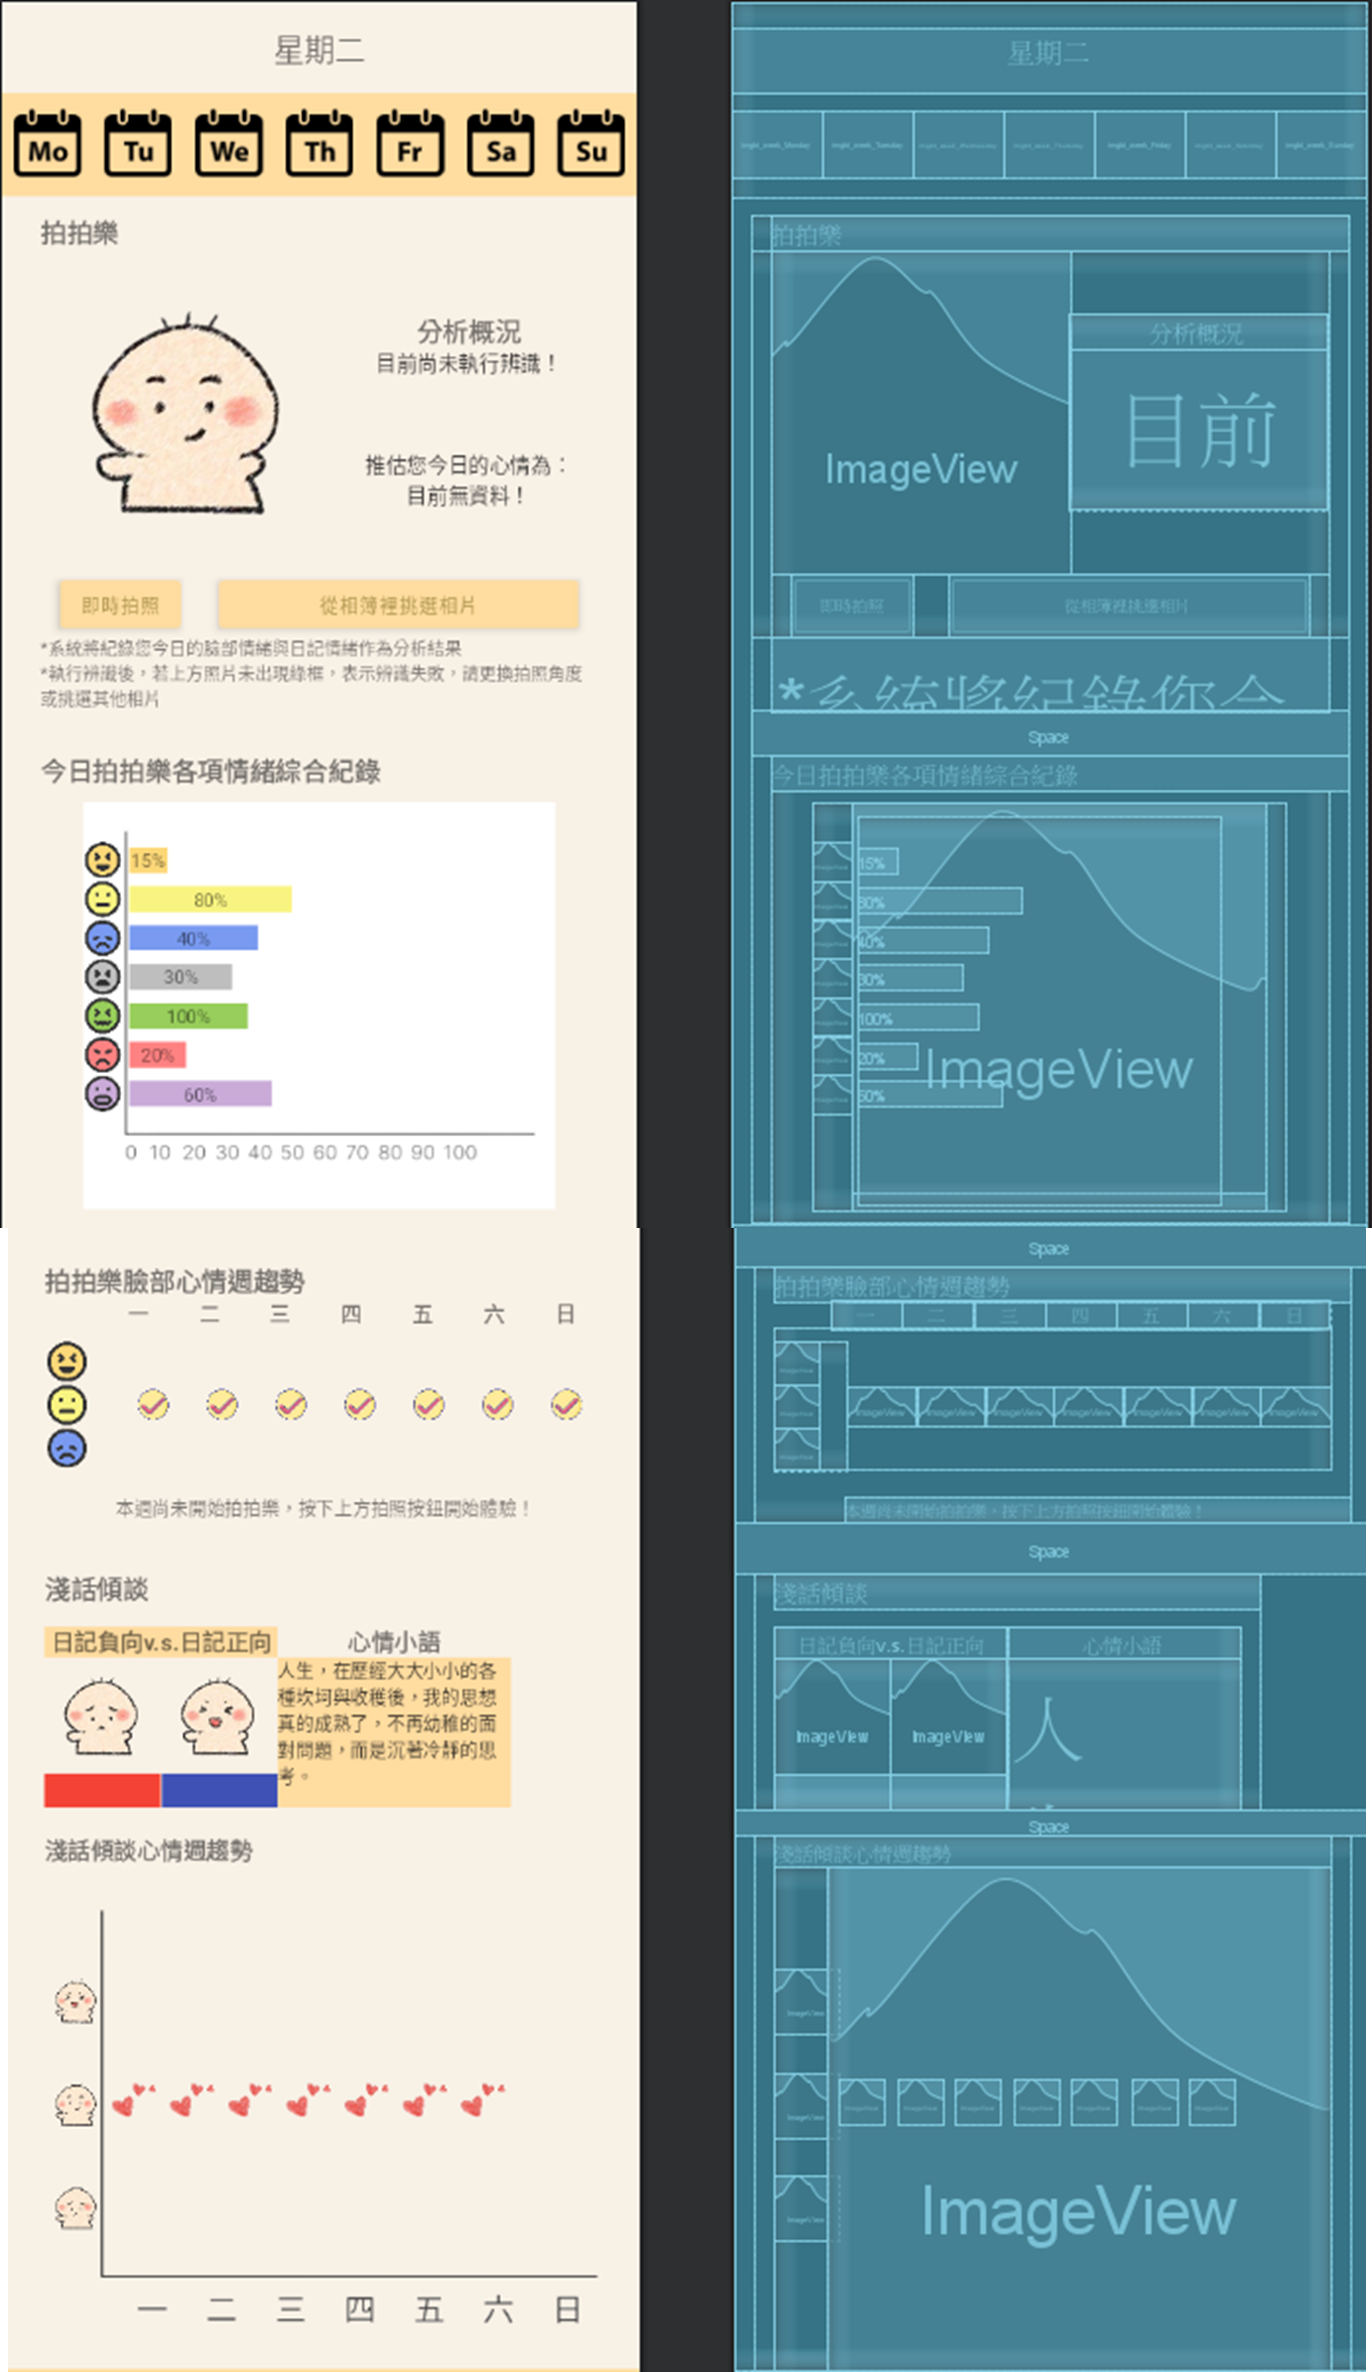 星期二
Mo Tu We Th Fr Sa Su
拍拍樂
分析概況
目前尚未執行辨識！
推估您今日的心情為：
目前無資料！
即時拍照 從相簿裡挑選相片
*系統將紀錄您今日的臉部情緒與日記情緒作為分析結果
*執行辨識後，若上方照片未出現綠框，表示辨識失敗，請更換拍照角度
或挑選其他相片
今日拍拍樂各項情緒綜合紀錄
15%
80%
40%
30%
100%
20%
60%
0 10 20 30 40 50 60 70 80 90 100
拍拍樂臉部心情週趨勢
一 二 三 四 五 六 日
本週尚未開始拍拍樂，按下上方拍照按鈕開始體驗！
淺話傾談
日記負向v.s.日記正向 心情小語
人生，在歷經大大小小的各
種坎坷與收穫後，我的思想
真的成熟了，不再幼稚的面
對問題，而是沉著冷靜的思
考。
淺話傾談心情週趨勢
一 二 三 四 五 六 日
星期二
拍拍樂
分析概況
ImageView
目前
即時拍照 從相簿裡挑選相片
*系統將紀錄您今
Space
今日拍拍樂各項情緒綜合紀錄
15%
80%
40%
30%
100%
20%
60%
ImageView
Space
拍拍樂臉部心情週趨勢
一 二 三 四 五 六 日
ImageView ImageView ImageView ImageView ImageView ImageView ImageView
本週尚未開始拍拍樂，按下上方拍照按鈕開始體驗！
Space
淺話傾談
日記負向v.s.日記正向 心情小語
ImageView ImageView
人
Space
淺話傾談心情週趨勢
ImageView